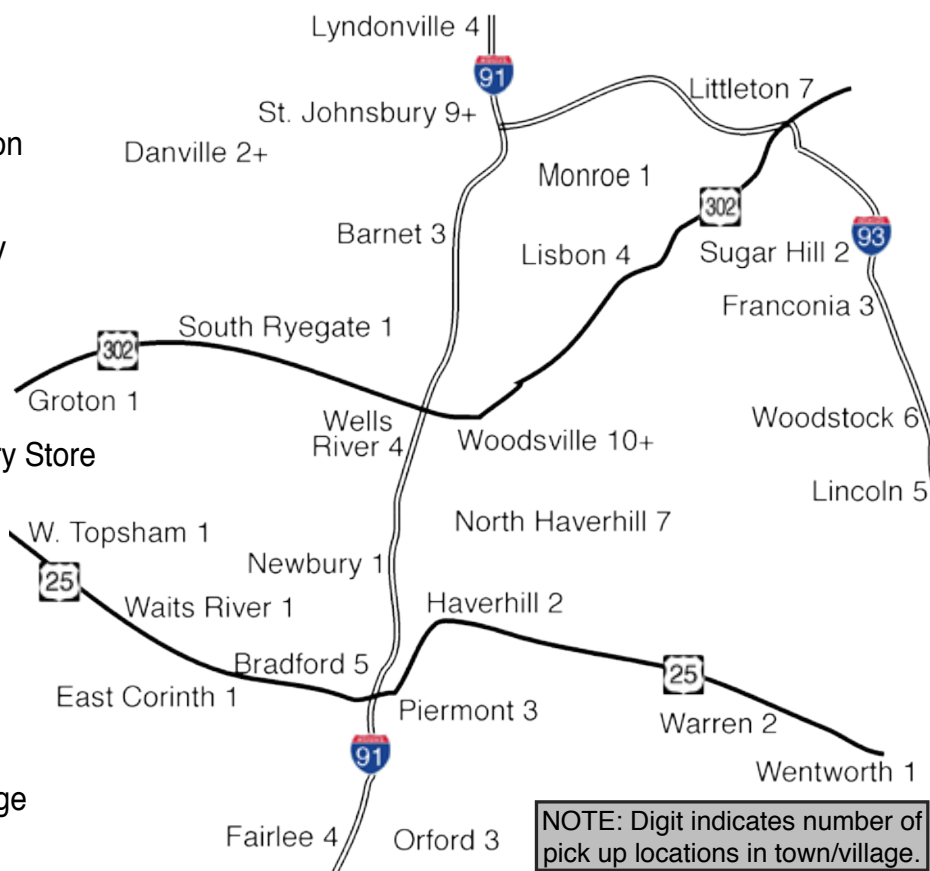 Lyndonville 4
91
Littleton 7
St. Johnsbury 9+
on
Danville 2+
Monroe 1
302
Barnet 3
93
y
Lisbon 4
Sugar Hill 2
Franconia 3
South Ryegate 1
302
Groton 1
Wells
River 4
Woodsville 10+
Woodstock 6
ry Store
Lincoln 5
W. Topsham 1
North Haverhill 7
Newbury 1
25
Waits River 1
Haverhill 2
Bradford 5
25
East Corinth 1
Piermont 3
Warren 2
91
Wentworth 1
ge
Fairlee 4
Orford 3
NOTE: Digit indicates number of
pick up locations in town/village.